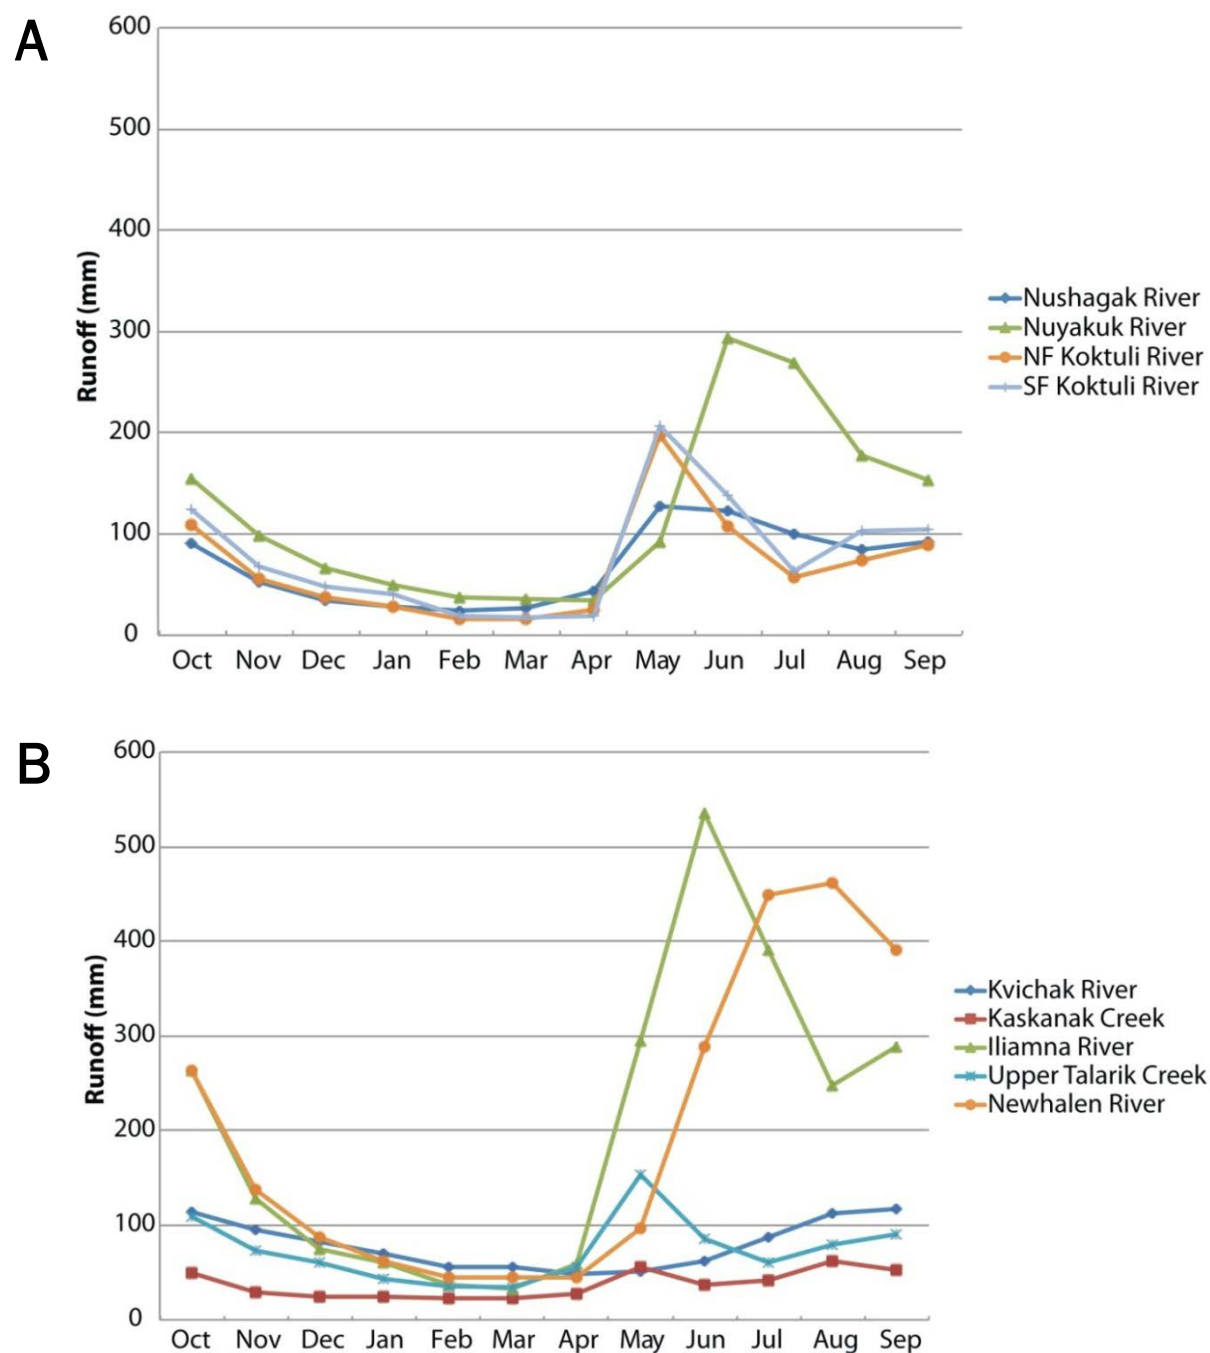 A
600
500
400
300
200
100
0
Runoff (mm)
Oct Nov Dec Jan Feb Mar Apr May Jun Jul Aug Sep
Nushagak River
Nuyakuk River
NF Koktuli River
SF Koktuli River
B
600
500
400
300
200
100
0
Runoff (mm)
Oct Nov Dec Jan Feb Mar Apr May Jun Jul Aug Sep
Kvichak River
Kaskanak Creek
Iliamna River
Upper Talarik Creek
Newhalen River